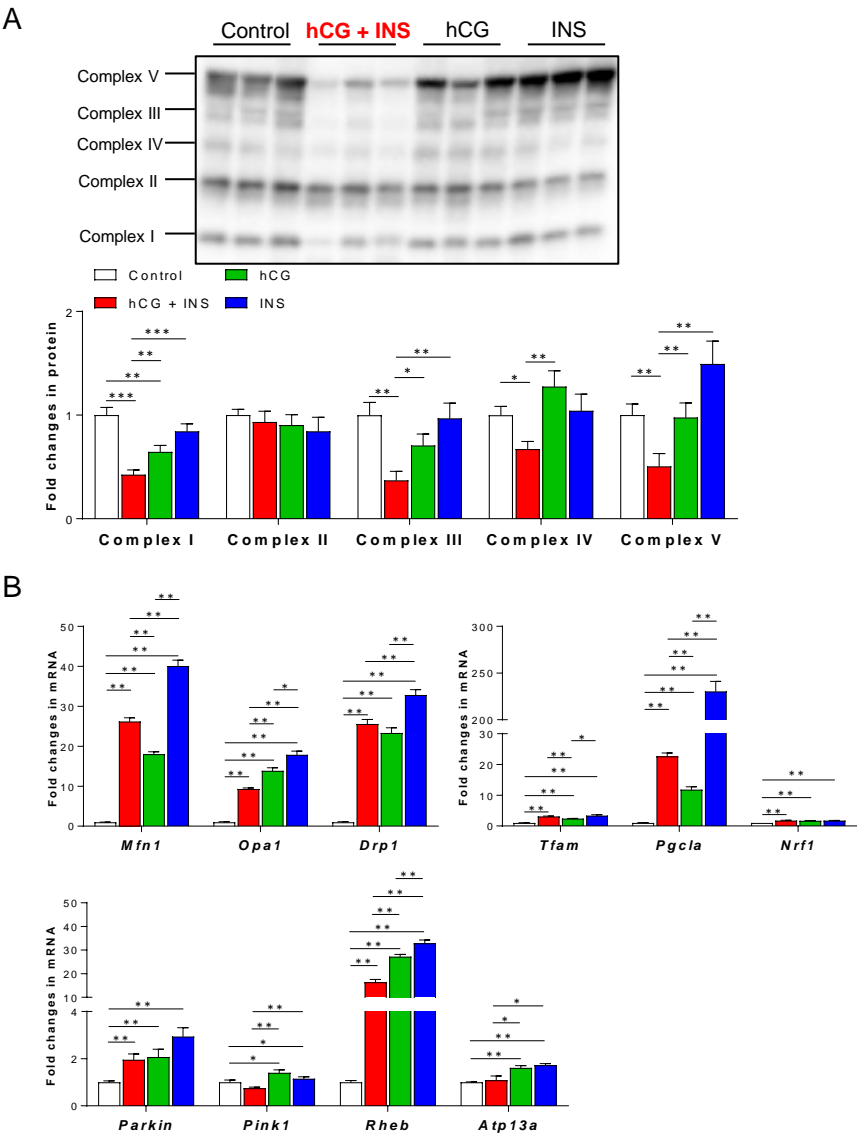 A
Control hCG + INS hCG INS
Complex V
Complex III
Complex IV
Complex II
Complex I
Control hCG
hCG + INS INS
Fold changes in protein
2
1
0
*** ** ** *** ** * ** * ** ** ** **
Complex I Complex II Complex III Complex IV Complex V
B
Fold changes in mRNA
50
40
30
20
10
0
** ** ** ** ** **
** ** ** ** ** *
** ** ** ** ** **
Mfn1 Opa1 Drp1
Fold changes in mRNA
300
250
200
30
20
10
0
** ** ** ** *
** ** ** ** ** **
** ** **
Tfam Pgcla Nrf1
Fold changes in mRNA
50
40
30
20
10
4
2
0
** ** **
* * ** **
** ** ** ** ** **
** ** * *
Parkin Pink1 Rheb Atp13a